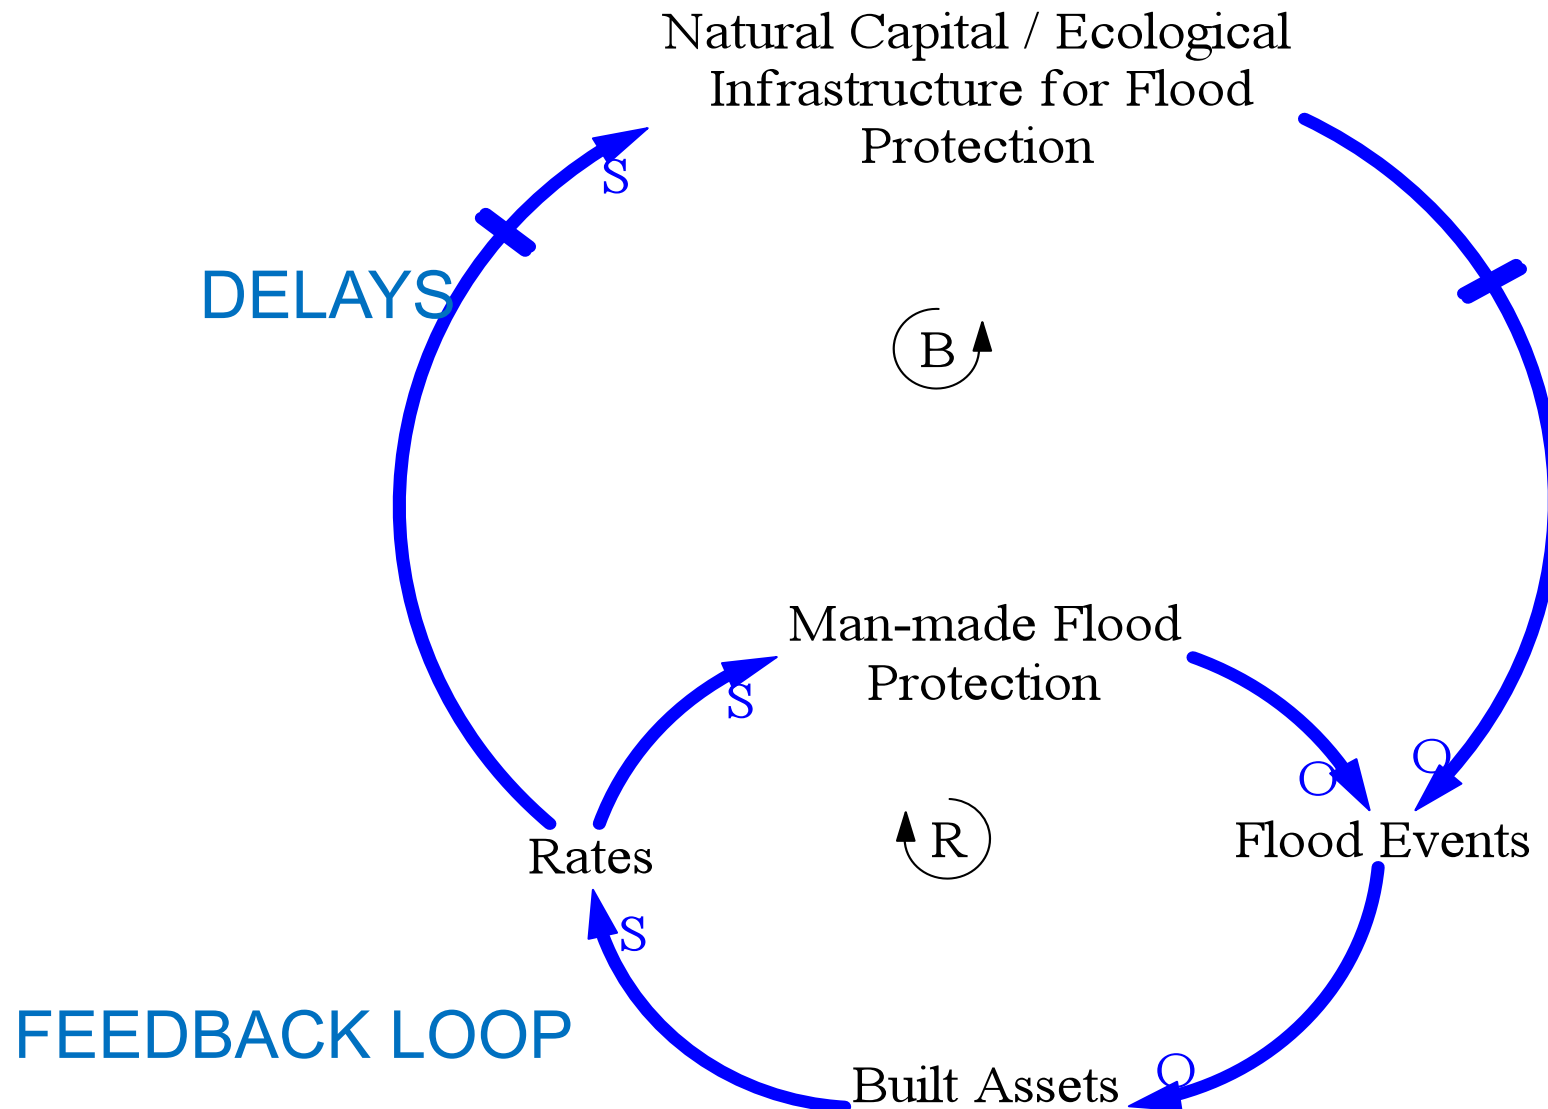 Natural Capital / Ecological
Infrastructure for Flood
Protection
S
DELAYS
B
Man-made Flood
Protection
S
O
O
Rates
R
Flood Events
S
FEEDBACK LOOP
Built Assets
O